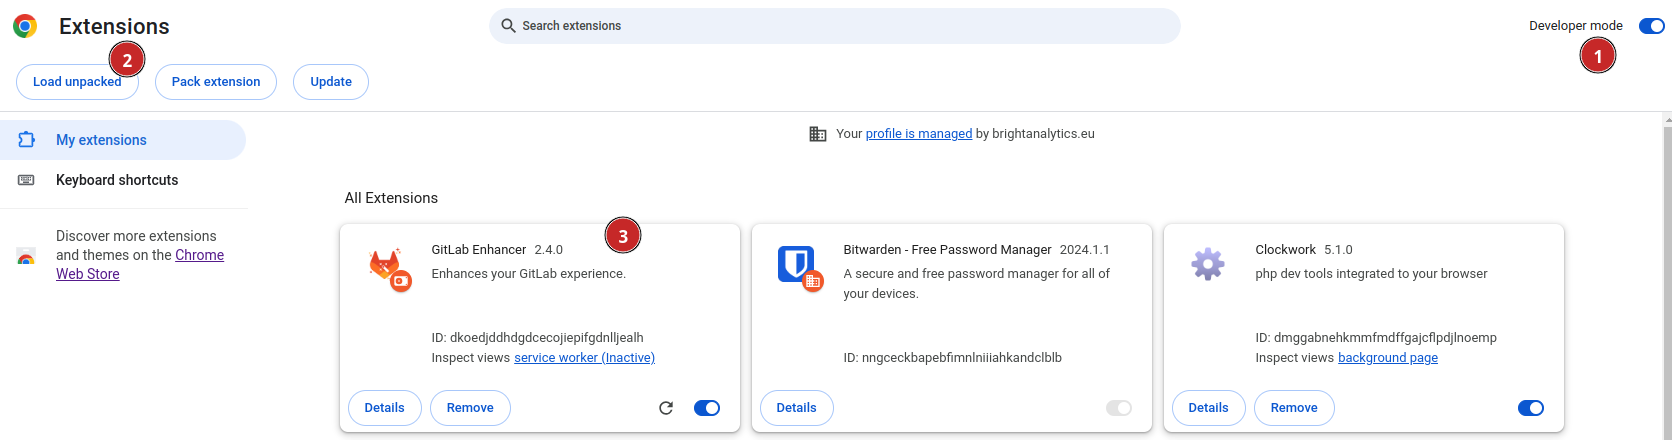 Extensions
Search extensions
Developer mode
1
2
Load unpacked
Pack extension
Update
My extensions
Keyboard shortcuts
Discover more extensions
and themes on the Chrome
Web Store
Your profile is managed by brightanalytics.eu
All Extensions
3
GitLab Enhancer 2.4.0
Enhances your GitLab experience.
ID: dkoedjddhdgdcecojiepifgdnlljealh
Inspect views service worker (Inactive)
Details
Remove
Bitwarden - Free Password Manager 2024.1.1
A secure and free password manager for all of
your devices.
ID: nngceckbapebfimnlniiiahkandclblb
Details
Clockwork 5.1.0
php dev tools integrated to your browser
ID: dmggabnehkmmfmdffgajcflpdjlnoemp
Inspect views background page
Details
Remove